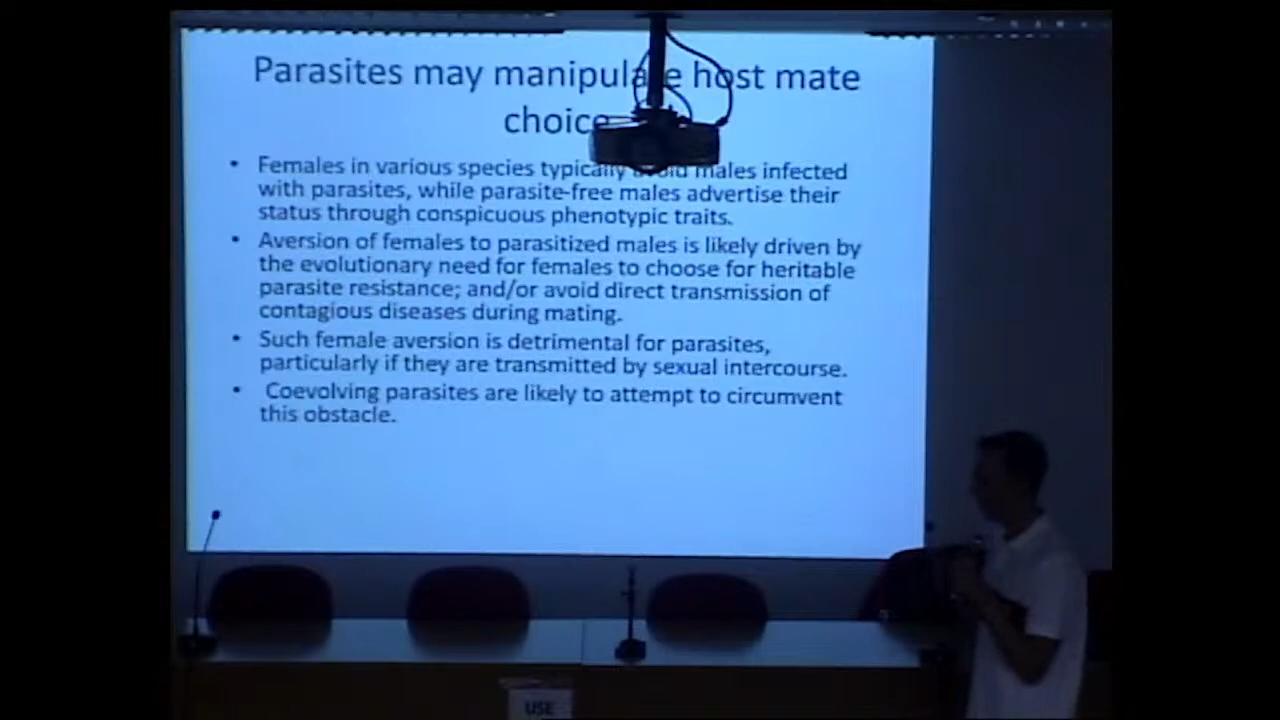 Parasites may manipulate host mate
choice
• Females in various species typically avoid males infected
with parasites, while parasite-free males advertise their
status through conspicuous phenotypic traits.
• Aversion of females to parasitized males is likely driven by
the evolutionary need for females to choose for heritable
parasite resistance; and/or avoid direct transmission of
contagious diseases during mating.
• Such female aversion is detrimental for parasites,
particularly if they are transmitted by sexual intercourse.
• Coevolving parasites are likely to attempt to circumvent
this obstacle.
USE